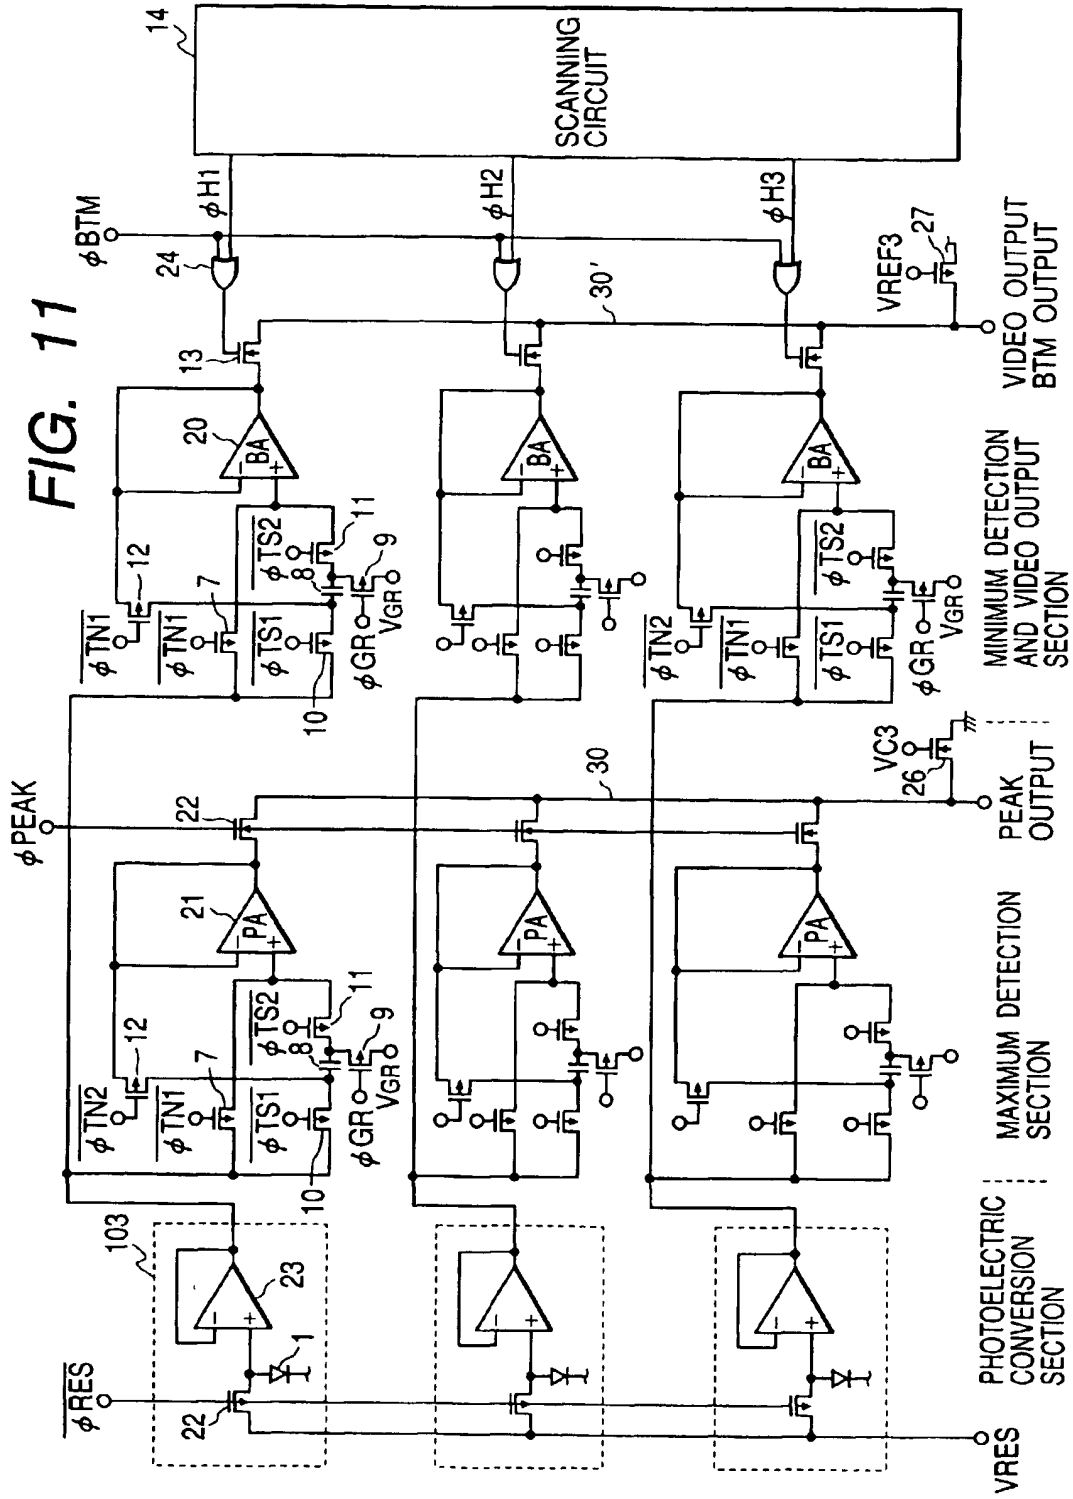 FIG. 11
14
SCANNING
CIRCUIT
φBTM
φH1
φH2
φH3
24
13
20
BA
−
+
BA
−
+
BA
−
+
30'
VREF3
27
VIDEO OUTPUT
BTM OUTPUT
φTN1
12
φTN1
7
φTS1
10
φTS2
11
8
9
φGR
VGR
φTN2
φTN1
φTS1
φTS2
φGR
VGR
MINIMUM DETECTION
AND VIDEO OUTPUT
SECTION
φPEAK
22
21
PA
−
+
PA
−
+
PA
−
+
30
VC3
26
PEAK
OUTPUT
φTN2
12
φTN1
7
φTS1
10
φTS2
11
8
9
φGR
VGR
MAXIMUM DETECTION
SECTION
103
23
−
+
1
−
+
−
+
φRES
22
VRES
PHOTOELECTRIC
CONVERSION
SECTION